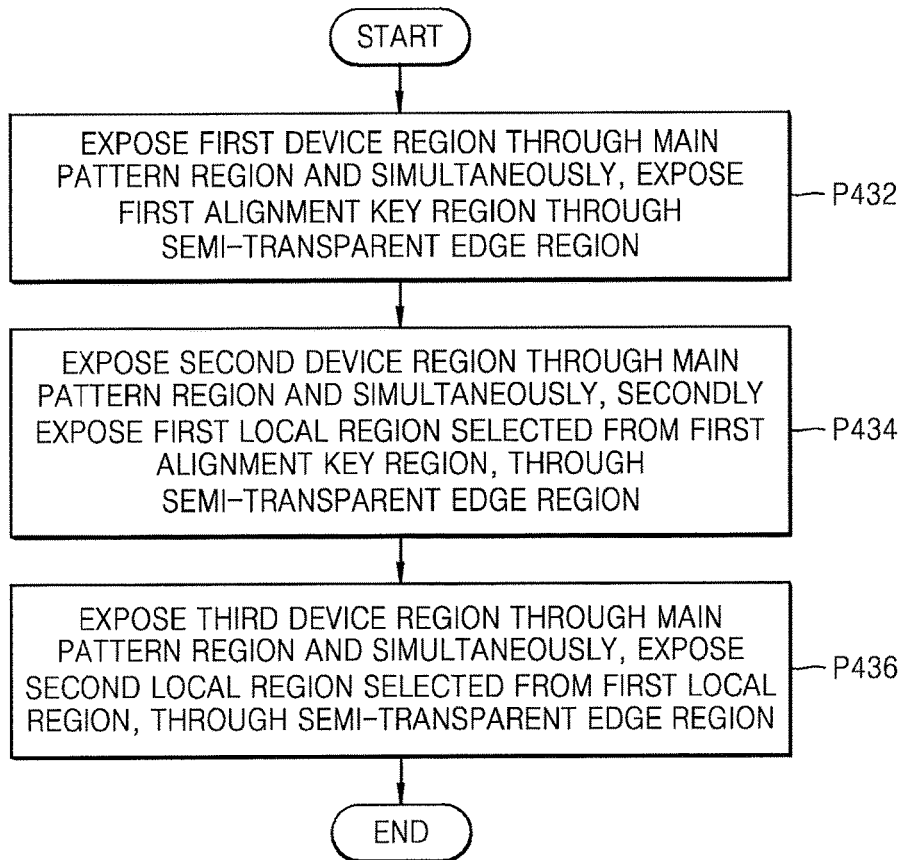 START
EXPOSE FIRST DEVICE REGION THROUGH MAIN
PATTERN REGION AND SIMULTANEOUSLY, EXPOSE
FIRST ALIGNMENT KEY REGION THROUGH
SEMI-TRANSPARENT EDGE REGION
P432
EXPOSE SECOND DEVICE REGION THROUGH MAIN
PATTERN REGION AND SIMULTANEOUSLY, SECONDLY
EXPOSE FIRST LOCAL REGION SELECTED FROM FIRST
ALIGNMENT KEY REGION, THROUGH
SEMI-TRANSPARENT EDGE REGION
P434
EXPOSE THIRD DEVICE REGION THROUGH MAIN
PATTERN REGION AND SIMULTANEOUSLY, EXPOSE
SECOND LOCAL REGION SELECTED FROM FIRST LOCAL
REGION, THROUGH SEMI-TRANSPARENT EDGE REGION
P436
END